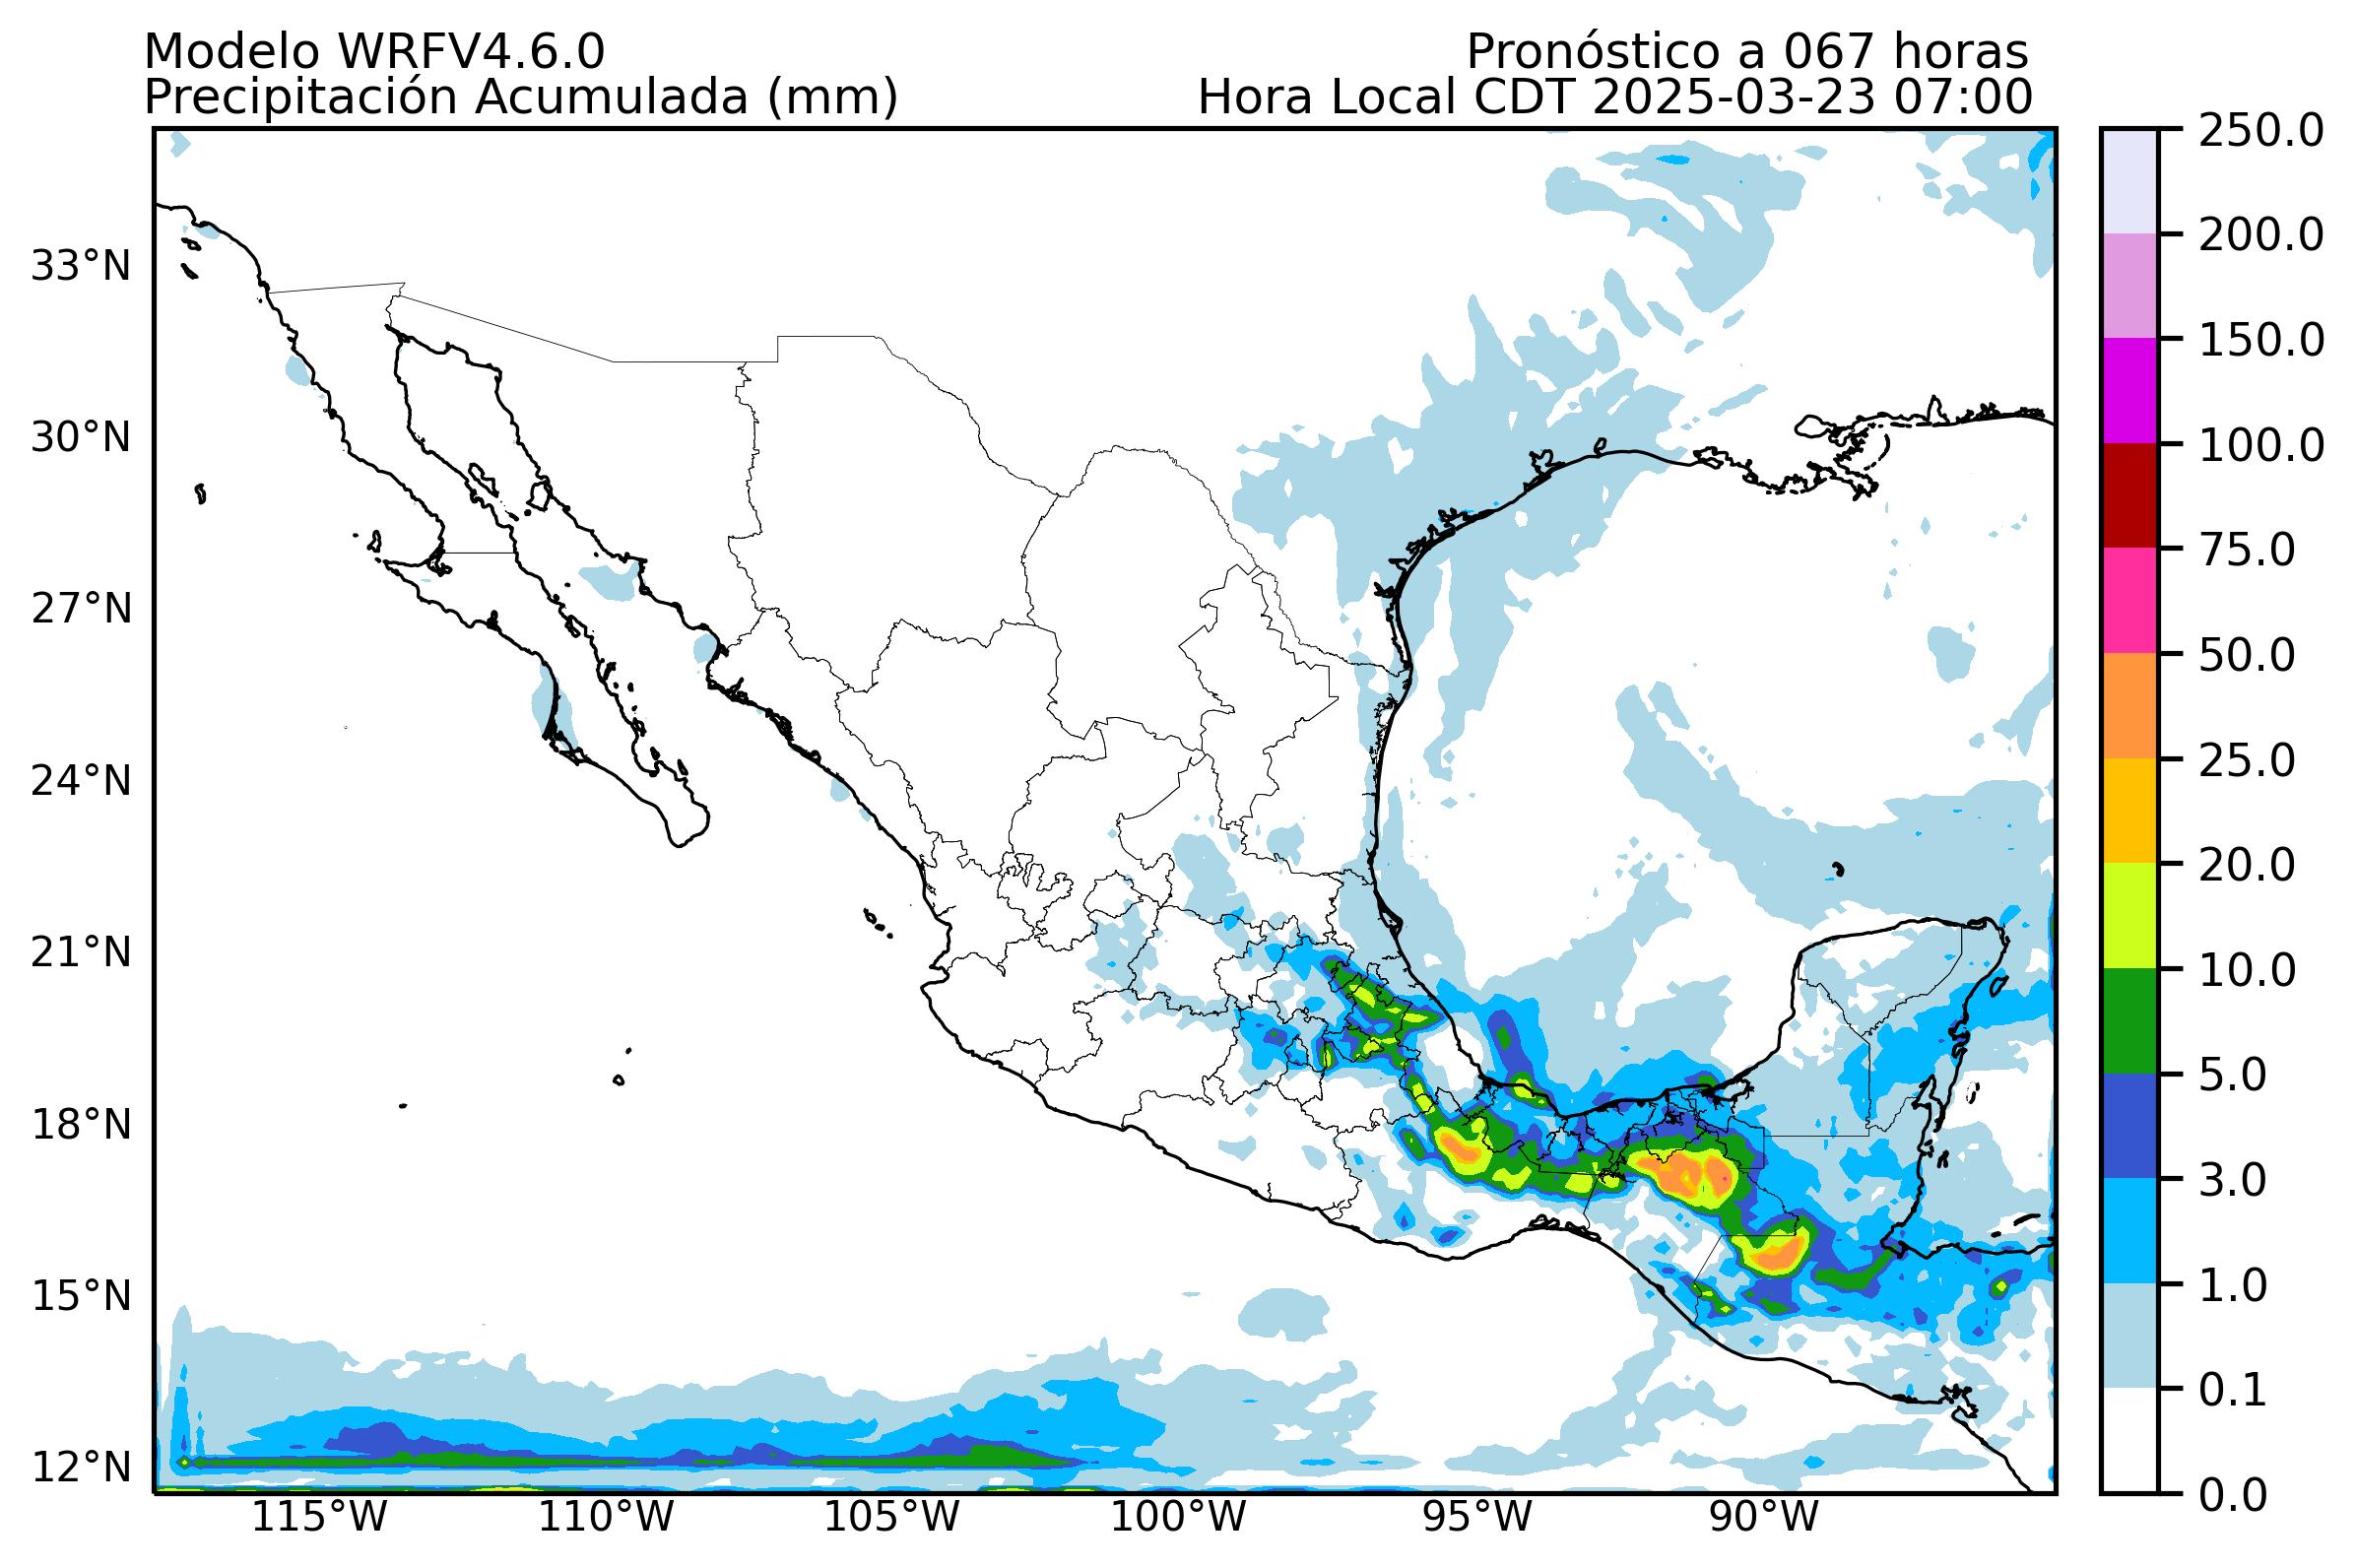 Modelo WRFV4.6.0
Pronóstico a 067 horas
Precipitación Acumulada (mm)
Hora Local CDT 2025-03-23 07:00
33°N
30°N
27°N
24°N
21°N
18°N
15°N
12°N
115°W
110°W
105°W
100°W
95°W
90°W
250.0
200.0
150.0
100.0
75.0
50.0
25.0
20.0
10.0
5.0
3.0
1.0
0.1
0.0